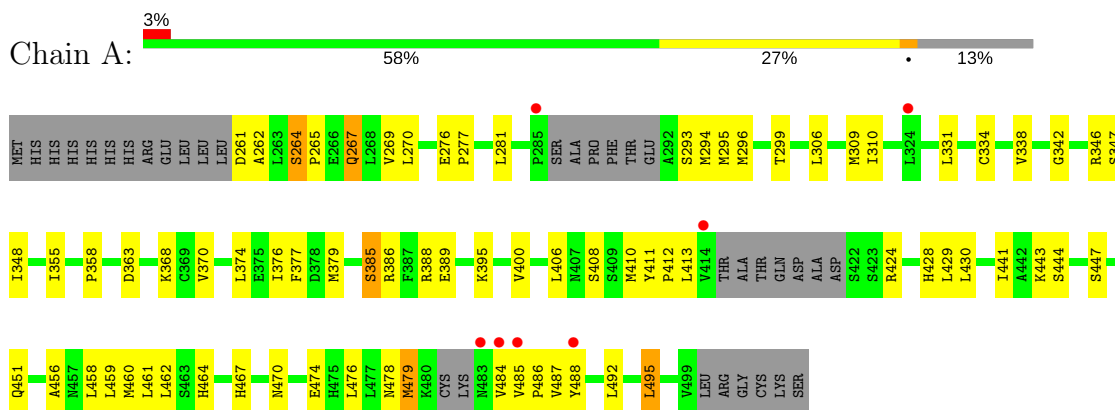 3%
Chain A:
58% 27% • 13%
MET HIS HIS HIS HIS HIS HIS ARG GLU LEU LEU LEU D261 A262 L263 S264 P265 E266 Q267 L268 V269 L270 E276 P277 L281 P285 SER ALA PRO PHE THR GLU A292 S293 M294 M295 M296 T299 L306 M309 I310 L324 L331 C334 V338 G342 R346 S347
I348 I355 P358 D363 K368 C369 V370 L374 E375 I376 F377 D378 M379 S385 R386 N387 R388 E389 K395 V400 L406 N407 S408 S409 M410 Y411 P412 L413 V414 THR ALA THR GLN ASP ALA ASP S422 S423 R424 H428 L429 L430 I441 A442 K443 S444 S447
Q451 A456 N457 L458 L459 M460 L461 L462 S463 H464 H467 N470 E474 H475 L476 L477 N478 M479 K480 CYS LYS N483 V484 V485 P486 V487 Y488 L492 L495 V499 LEU ARG GLY CYS LYS SER